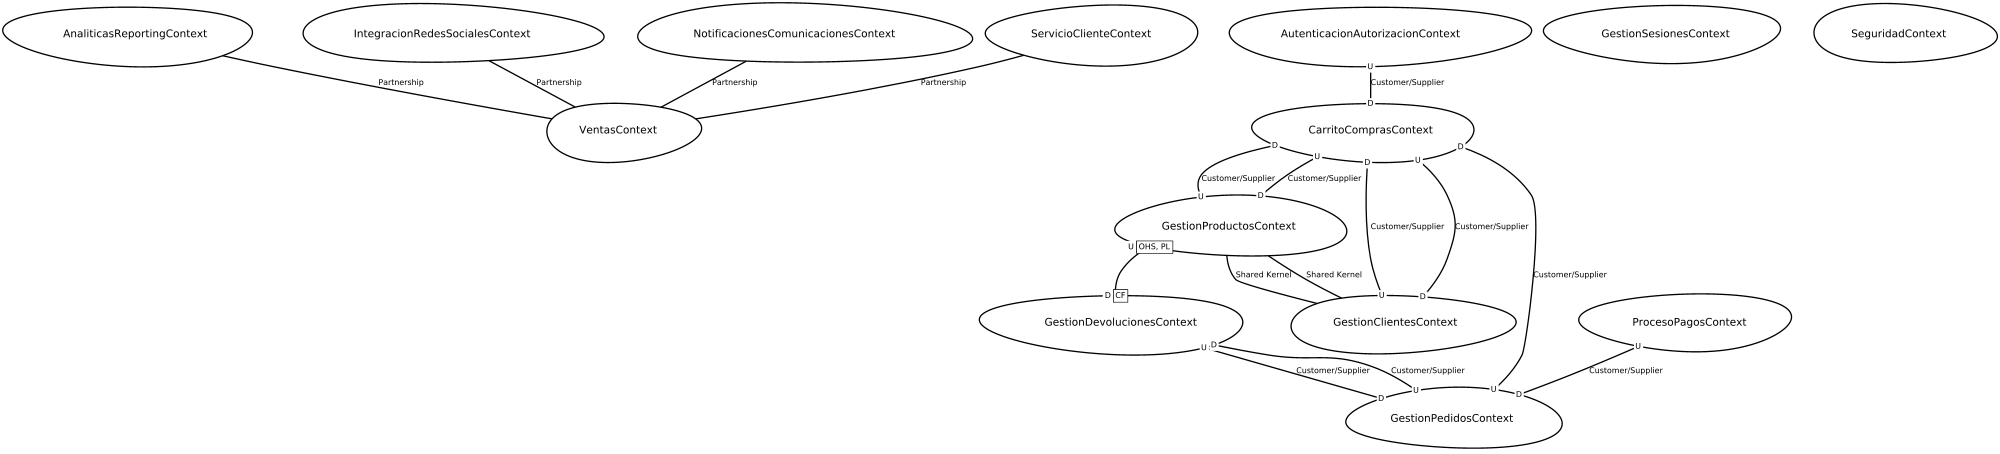 AnaliticasReportingContext
IntegracionRedesSocialesContext
NotificacionesComunicacionesContext
ServicioClienteContext
AutenticacionAutorizacionContext
GestionSesionesContext
SeguridadContext
U
Partnership
Partnership
Partnership
Partnership
Customer/Supplier
D
VentasContext
CarritoComprasContext
D
U
D
U
D
Customer/Supplier
Customer/Supplier
U
D
GestionProductosContext
Customer/Supplier
Customer/Supplier
U
OHS, PL
Shared Kernel
Shared Kernel
Customer/Supplier
D
CF
U
D
GestionDevolucionesContext
GestionClientesContext
ProcesoPagosContext
U
D
U
Customer/Supplier
Customer/Supplier
Customer/Supplier
D
U
U
D
GestionPedidosContext